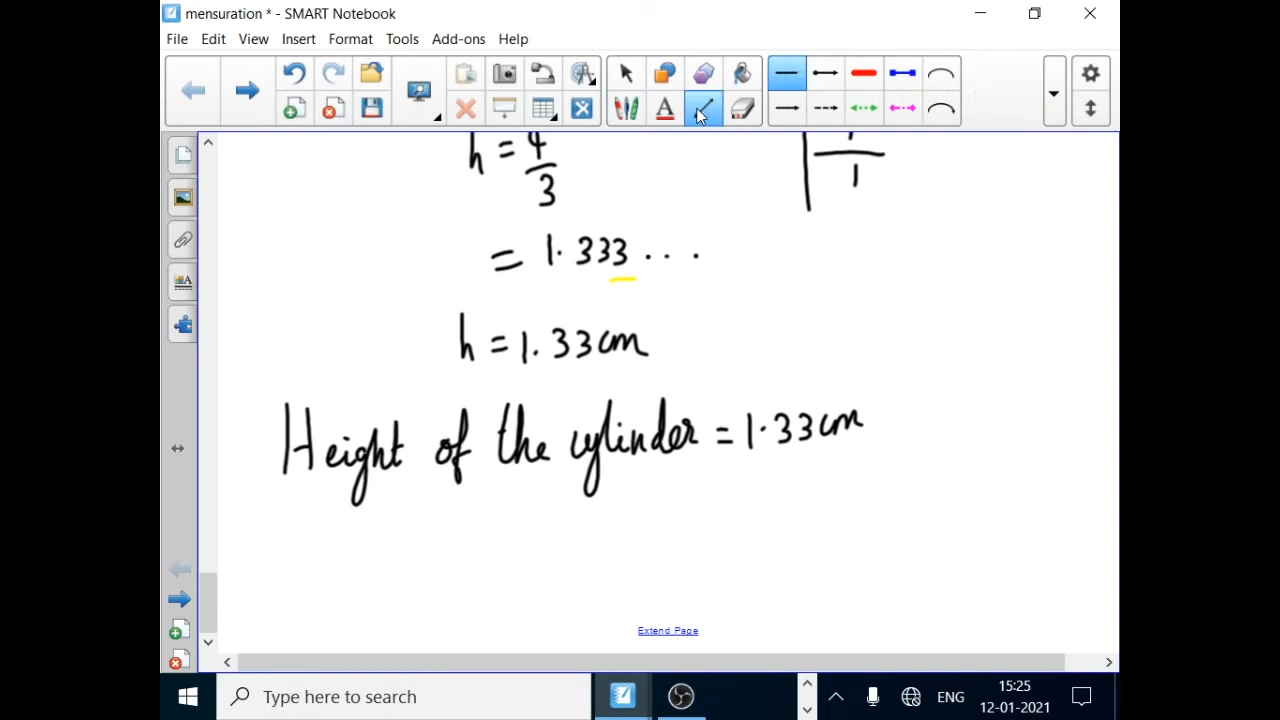 mensuration * - SMART Notebook
File Edit View Insert Format Tools Add-ons Help
h = 4/3
1
= 1.333 ...
h = 1.33cm
Height of the cylinder = 1.33cm
Extend Page
Type here to search
ENG
15:25
12-01-2021